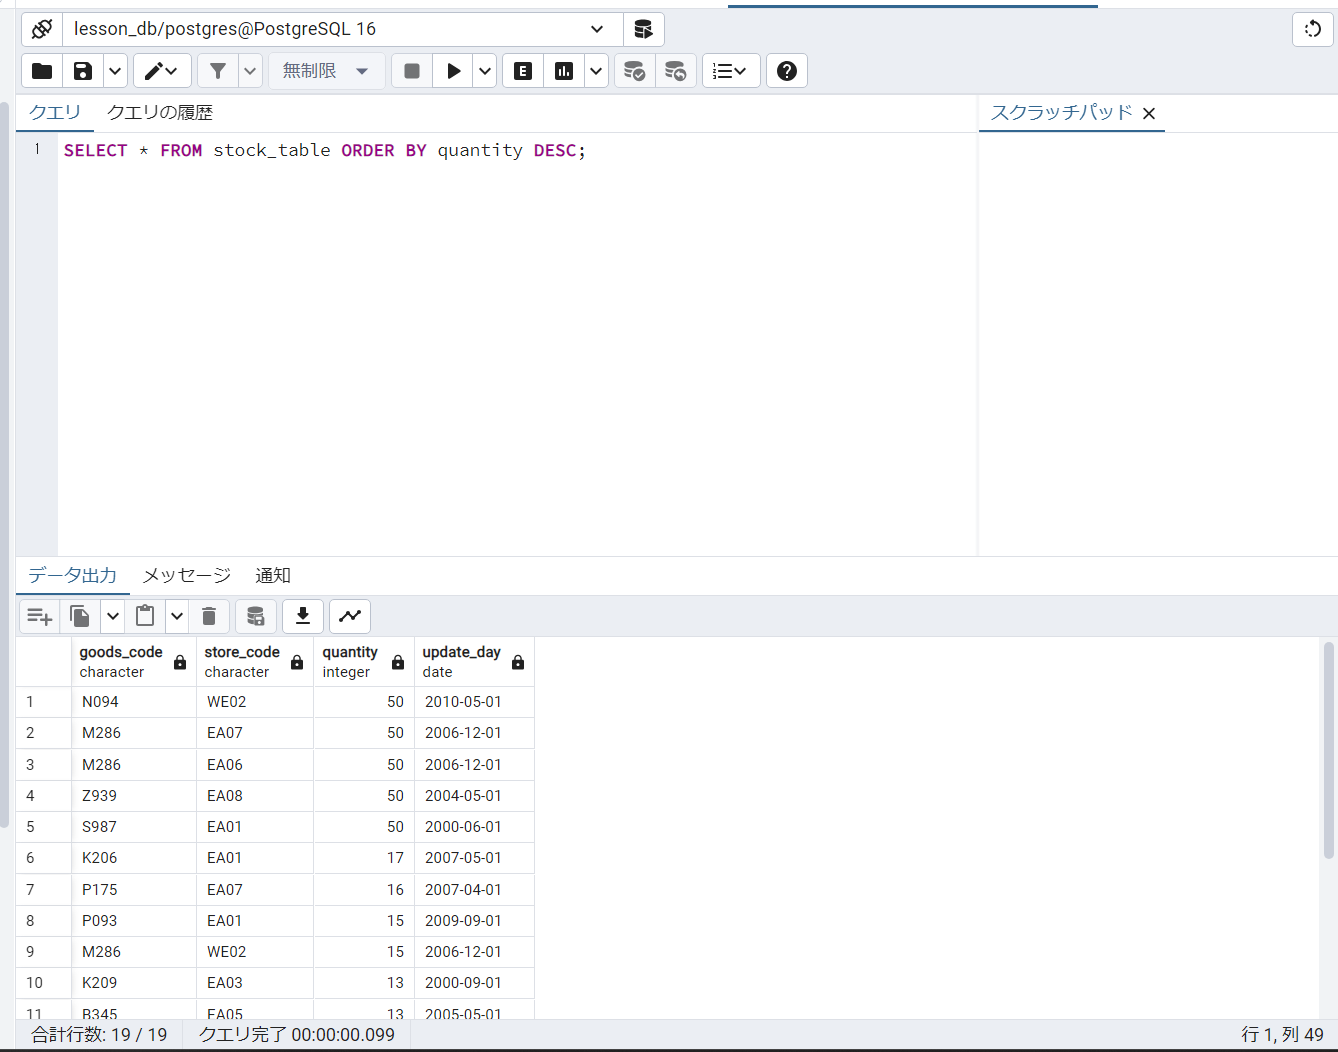 lesson_db/postgres@PostgreSQL 16
無制限
E
クエリ クエリの履歴 スクラッチパッド
1 SELECT * FROM stock_table ORDER BY quantity DESC;
データ出力 メッセージ 通知
goods_code store_code quantity update_day
character character integer date
1 N094 WE02 50 2010-05-01
2 M286 EA07 50 2006-12-01
3 M286 EA06 50 2006-12-01
4 Z939 EA08 50 2004-05-01
5 S987 EA01 50 2000-06-01
6 K206 EA01 17 2007-05-01
7 P175 EA07 16 2007-04-01
8 P093 EA01 15 2009-09-01
9 M286 WE02 15 2006-12-01
10 K209 EA03 13 2000-09-01
11 B345 EA05 13 2005-05-01
合計行数: 19 / 19 クエリ完了 00:00:00.099 行 1, 列 49